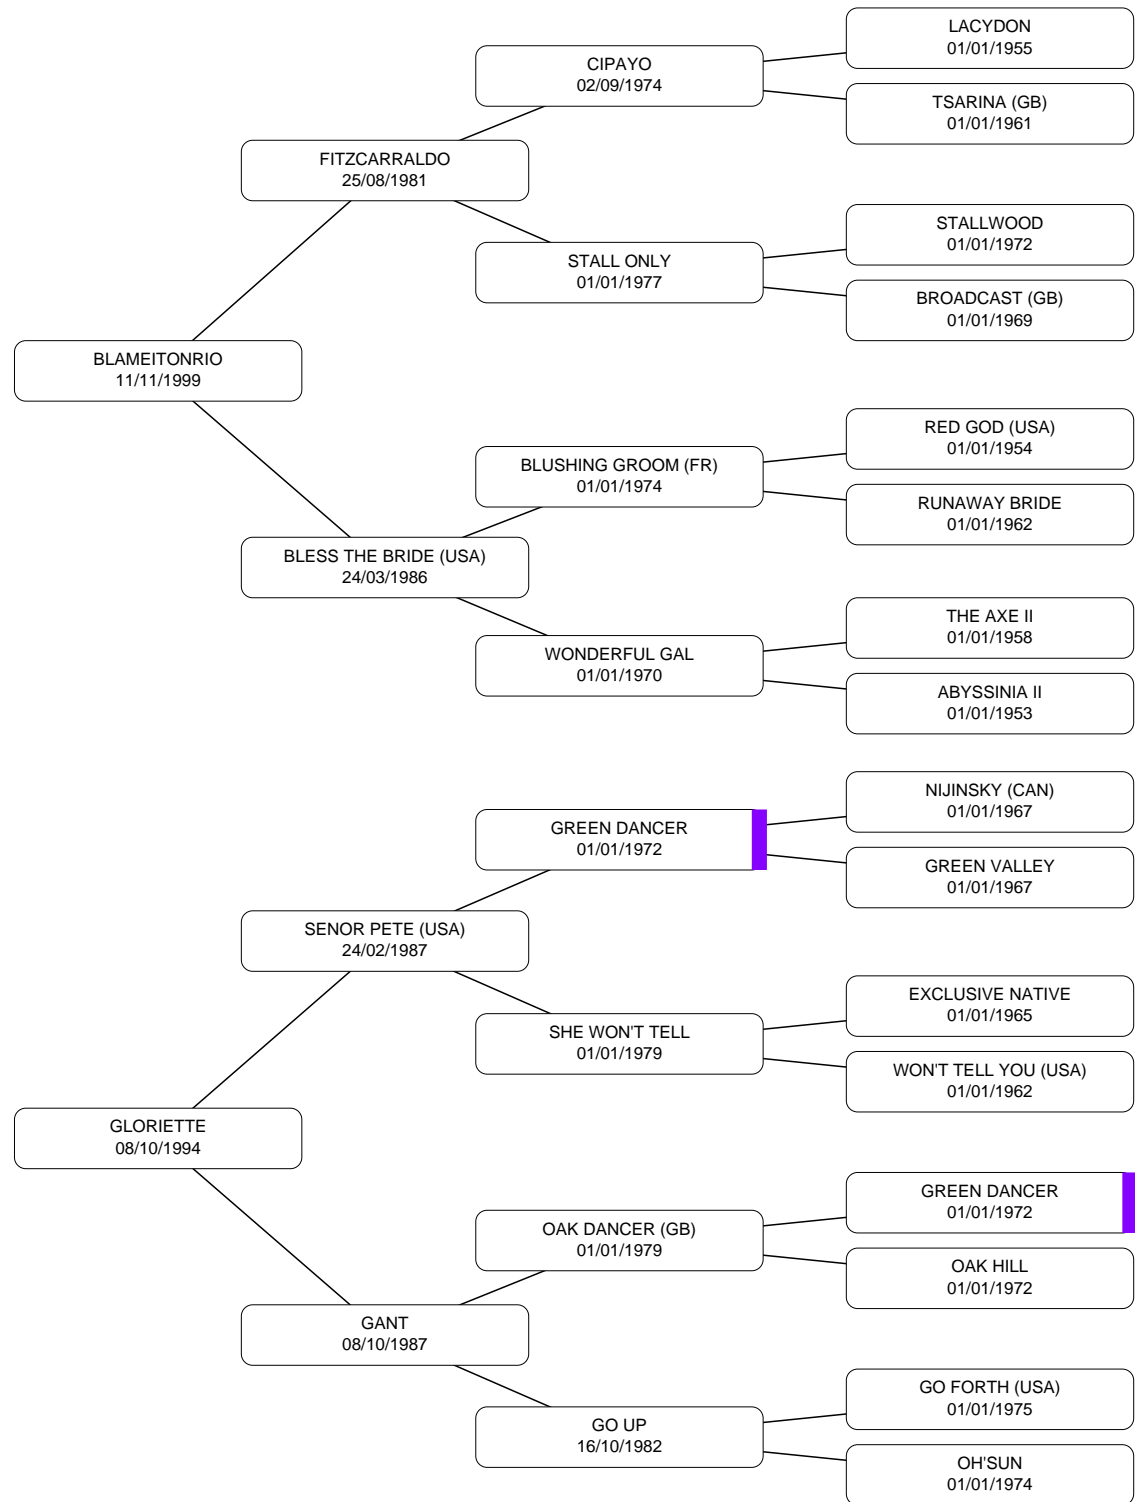 LACYDON
01/01/1955
CIPAYO
02/09/1974
TSARINA (GB)
01/01/1961
FITZCARRALDO
25/08/1981
STALLWOOD
01/01/1972
STALL ONLY
01/01/1977
BROADCAST (GB)
01/01/1969
BLAMEITONRIO
11/11/1999
RED GOD (USA)
01/01/1954
BLUSHING GROOM (FR)
01/01/1974
RUNAWAY BRIDE
01/01/1962
BLESS THE BRIDE (USA)
24/03/1986
THE AXE II
01/01/1958
WONDERFUL GAL
01/01/1970
ABYSSINIA II
01/01/1953
NIJINSKY (CAN)
01/01/1967
GREEN DANCER
01/01/1972
GREEN VALLEY
01/01/1967
SENOR PETE (USA)
24/02/1987
EXCLUSIVE NATIVE
01/01/1965
SHE WON'T TELL
01/01/1979
WON'T TELL YOU (USA)
01/01/1962
GLORIETTE
08/10/1994
GREEN DANCER
01/01/1972
OAK DANCER (GB)
01/01/1979
OAK HILL
01/01/1972
GANT
08/10/1987
GO FORTH (USA)
01/01/1975
GO UP
16/10/1982
OH'SUN
01/01/1974